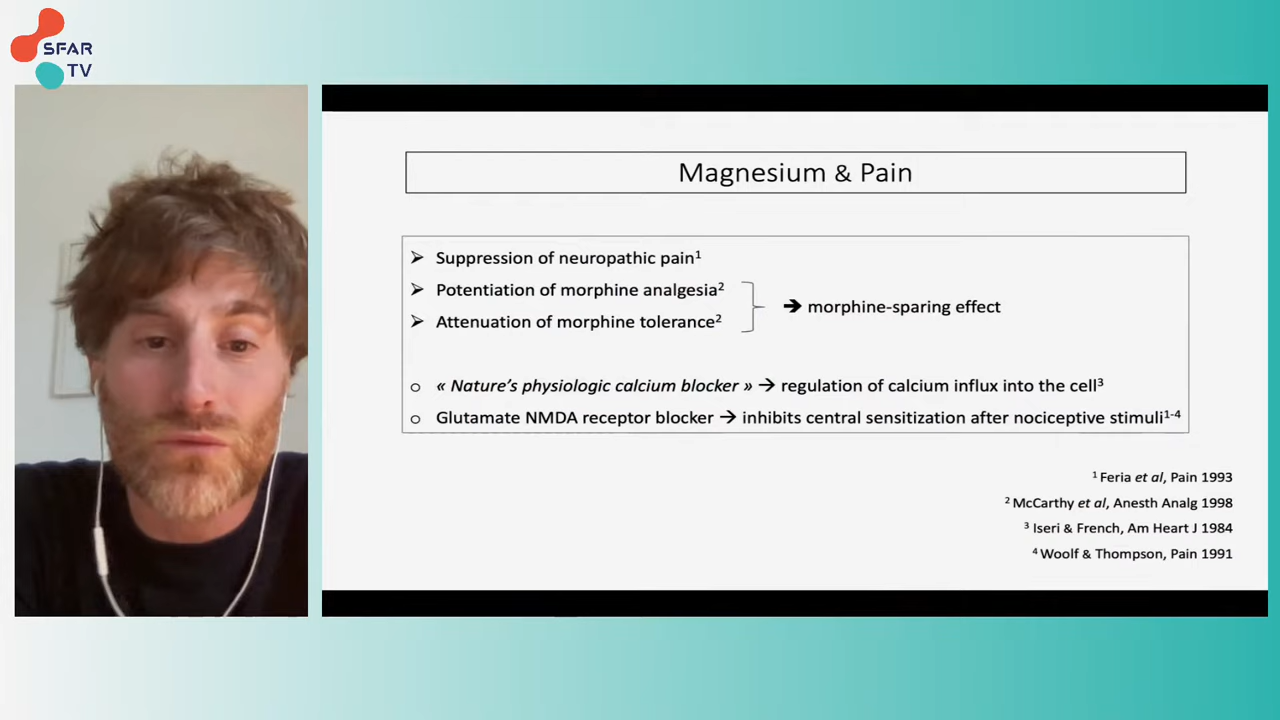 SFAR
TV
Magnesium & Pain
➢ Suppression of neuropathic pain¹
➢ Potentiation of morphine analgesia²
➔ morphine-sparing effect
➢ Attenuation of morphine tolerance²
o « Nature's physiologic calcium blocker » → regulation of calcium influx into the cell³
o Glutamate NMDA receptor blocker → inhibits central sensitization after nociceptive stimuli¹⁻⁴
¹ Feria et al, Pain 1993
² McCarthy et al, Anesth Analg 1998
³ Iseri & French, Am Heart J 1984
⁴ Woolf & Thompson, Pain 1991